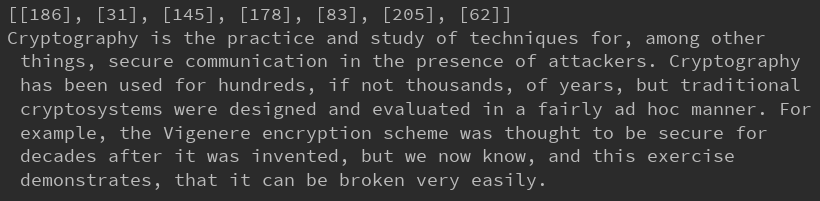 [[186], [31], [145], [178], [83], [205], [62]]
Cryptography is the practice and study of techniques for, among other
things, secure communication in the presence of attackers. Cryptography
has been used for hundreds, if not thousands, of years, but traditional
cryptosystems were designed and evaluated in a fairly ad hoc manner. For
example, the Vigenere encryption scheme was thought to be secure for
decades after it was invented, but we now know, and this exercise
demonstrates, that it can be broken very easily.